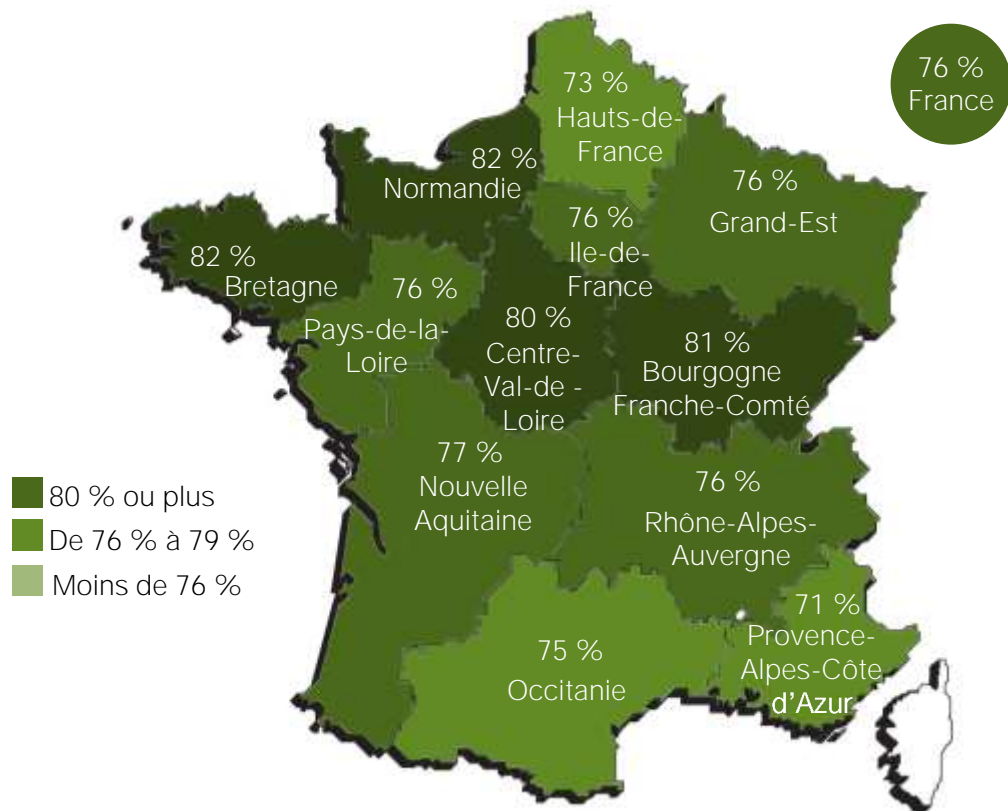 76 %
France
73 %
Hauts-de-
France
82 %
Normandie
76 %
Grand-Est
76 %
Ile-de-
France
82 %
Bretagne
76 %
Pays-de-la-
Loire
80 %
Centre-
Val-de -
Loire
81 %
Bourgogne
Franche-Comté
77 %
Nouvelle
Aquitaine
76 %
Rhône-Alpes-
Auvergne
80 % ou plus
De 76 % à 79 %
Moins de 76 %
71 %
Provence-
Alpes-Côte
d'Azur
75 %
Occitanie